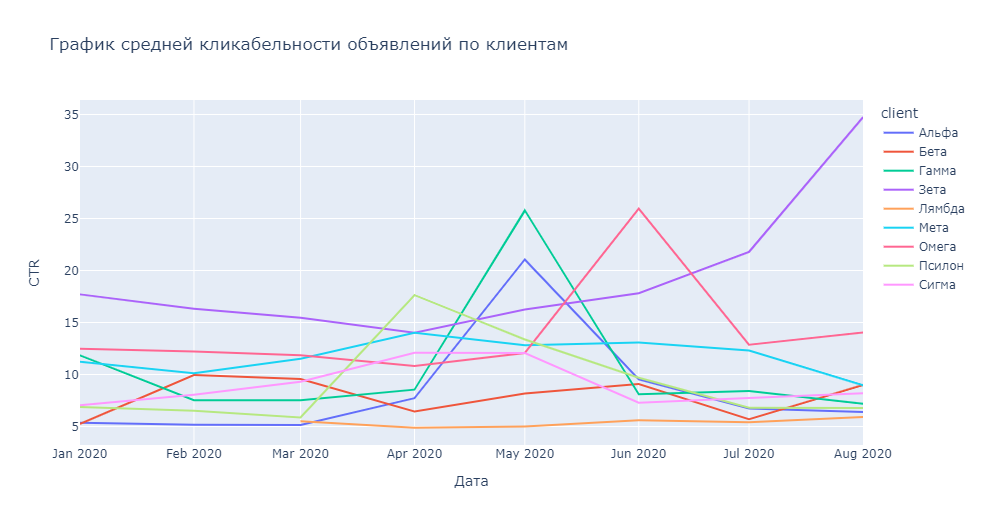 График средней кликабельности объявлений по клиентам
client
Альфа
Бета
Гамма
Зета
Лямбда
Мета
Омега
Псилон
Сигма
CTR
35
30
25
20
15
10
5
Jan 2020
Feb 2020
Mar 2020
Apr 2020
May 2020
Jun 2020
Jul 2020
Aug 2020
Дата